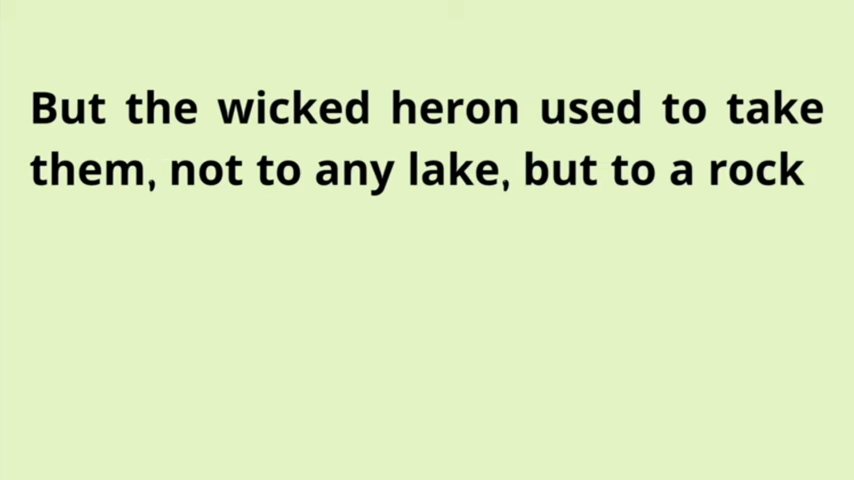 But the wicked heron used to take
them, not to any lake, but to a rock